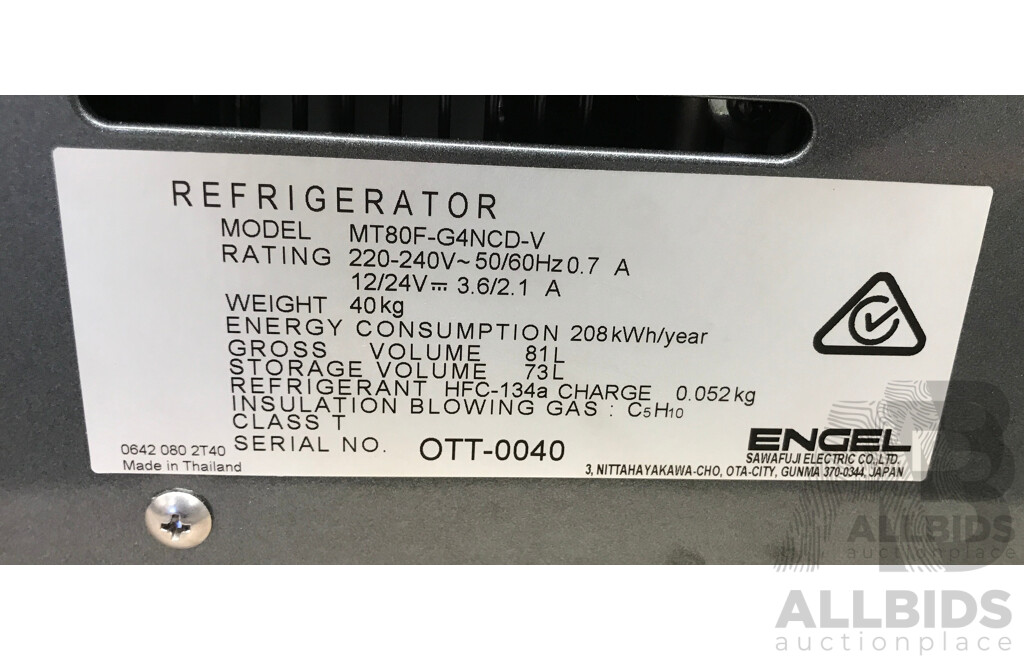 REFRIGERATOR
MODEL MT80F-G4NCD-V
RATING 220-240V~ 50/60Hz 0.7 A
12/24V⎓ 3.6/2.1 A
WEIGHT 40kg
ENERGY CONSUMPTION 208kWh/year
GROSS VOLUME 81L
STORAGE VOLUME 73L
REFRIGERANT HFC-134a CHARGE 0.052kg
INSULATION BLOWING GAS : C5H10
CLASS T
SERIAL NO. OTT-0040
0642 080 2T40
Made in Thailand
ENGEL
SAWAFUJI ELECTRIC CO.,LTD.
3, NITTAHAYAKAWA-CHO, OTA-CITY, GUNMA 370-0344, JAPAN
ALLBIDS
auctionplace
ALLBIDS
auctionplace